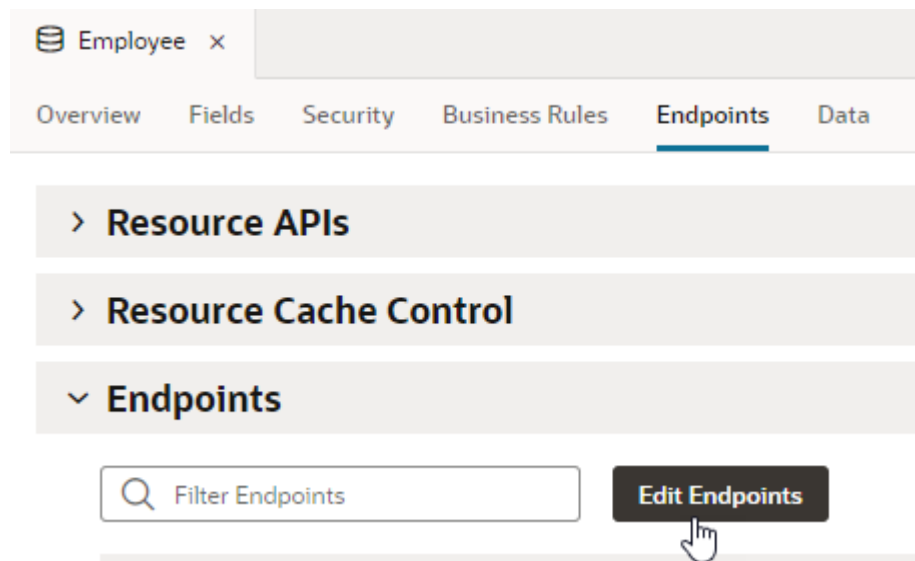 Employee
Overview Fields Security Business Rules Endpoints Data
Resource APIs
Resource Cache Control
Endpoints
Filter Endpoints Edit Endpoints